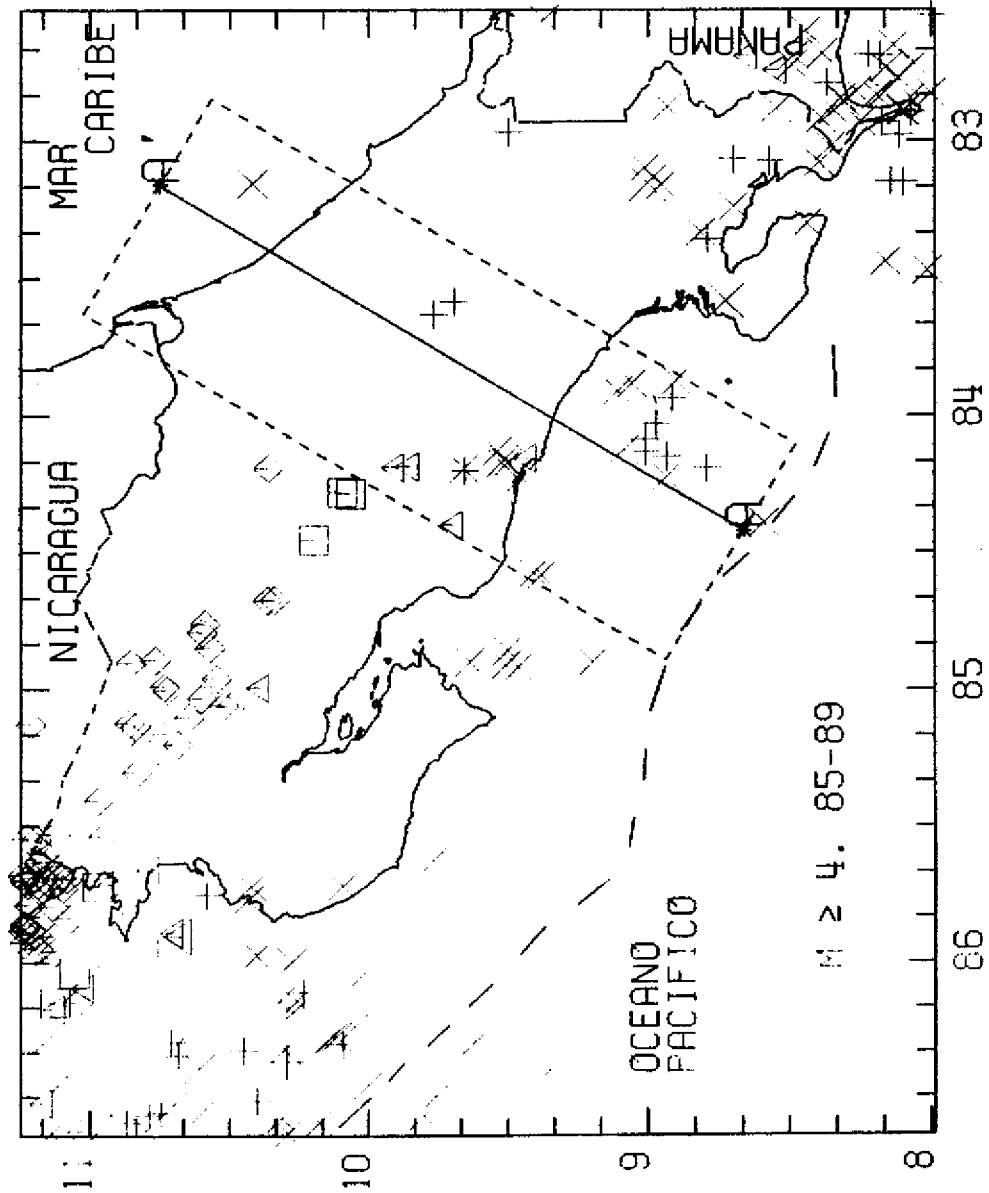 NICARAGUA
MAR
CARIBE
q'
PANAMA
q
OCEANO
PACIFICO
M ≥ 4. 85-89
11
10
9
8
86
85
84
83